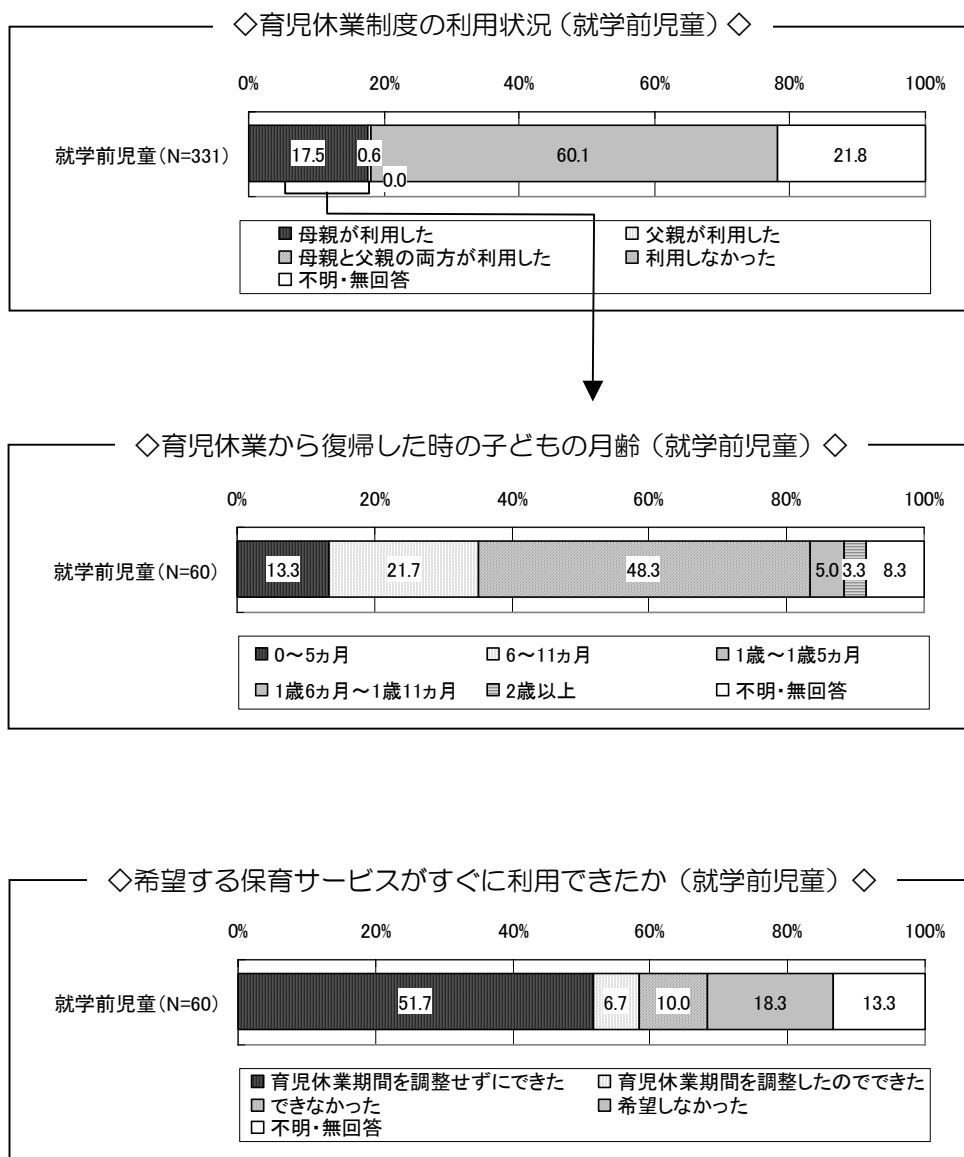 ◇育児休業制度の利用状況（就学前児童）◇
0% 20% 40% 60% 80% 100%
就学前児童(N=331) 17.5 0.6 60.1 21.8
0.0
母親が利用した 父親が利用した
母親と父親の両方が利用した 利用しなかった
不明・無回答
◇育児休業から復帰した時の子どもの月齢（就学前児童）◇
0% 20% 40% 60% 80% 100%
就学前児童(N=60) 13.3 21.7 48.3 5.0 3.3 8.3
0～5ヵ月 6～11ヵ月 1歳～1歳5ヵ月
1歳6ヵ月～1歳11ヵ月 2歳以上 不明・無回答
◇希望する保育サービスがすぐに利用できたか（就学前児童）◇
0% 20% 40% 60% 80% 100%
就学前児童(N=60) 51.7 6.7 10.0 18.3 13.3
育児休業期間を調整せずにできた 育児休業期間を調整したのでできた
できなかった 希望しなかった
不明・無回答